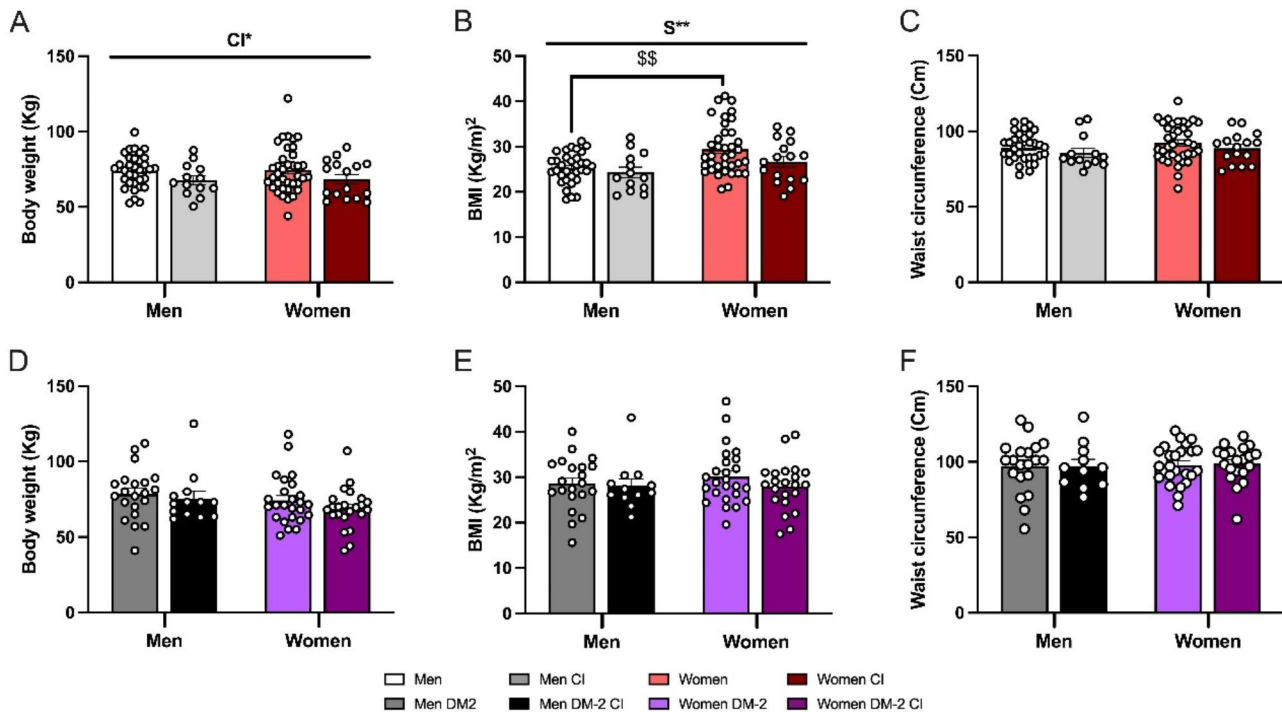 A
B
C
CI*
S**
$$
Body weight (Kg)
150
100
50
0
Men
Women
BMI (Kg/m)2
50
40
30
20
10
0
Men
Women
Waist circunference (Cm)
150
100
50
0
Men
Women
D
E
F
Body weight (Kg)
150
100
50
0
Men
Women
BMI (Kg/m)2
50
40
30
20
10
0
Men
Women
Waist circunference (Cm)
150
100
50
0
Men
Women
Men
Men CI
Women
Women CI
Men DM2
Men DM-2 CI
Women DM-2
Women DM-2 CI